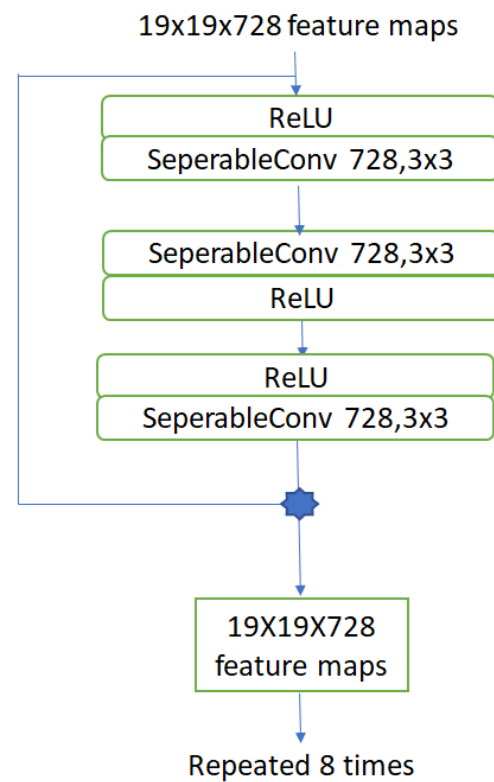 19x19x728 feature maps
ReLU
SeperableConv 728,3x3
SeperableConv 728,3x3
ReLU
ReLU
SeperableConv 728,3x3
19X19X728
feature maps
Repeated 8 times